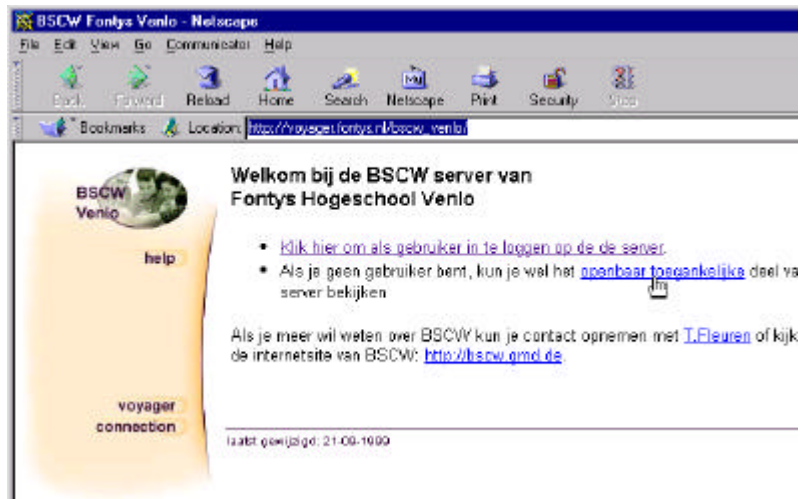 BSCW Fontys Venlo - Netscape
File Edit View Go Communicator Help
Back Forward Reload Home Search Netscape Print Security Stop
Bookmarks Location: http://voyager.fontys.nl/bscw_venlo/
BSCW
Venlo
help
voyager
connection
Welkom bij de BSCW server van
Fontys Hogeschool Venlo
• Klik hier om als gebruiker in te loggen op de de server.
• Als je geen gebruiker bent, kun je wel het openbaar toegankelijke deel va
server bekijken
Als je meer wil weten over BSCW kun je contact opnemen met T.Fleuren of kijk
de internetsite van BSCW: http://bscw.gmd.de.
laatst gewijzigd: 21-09-1999